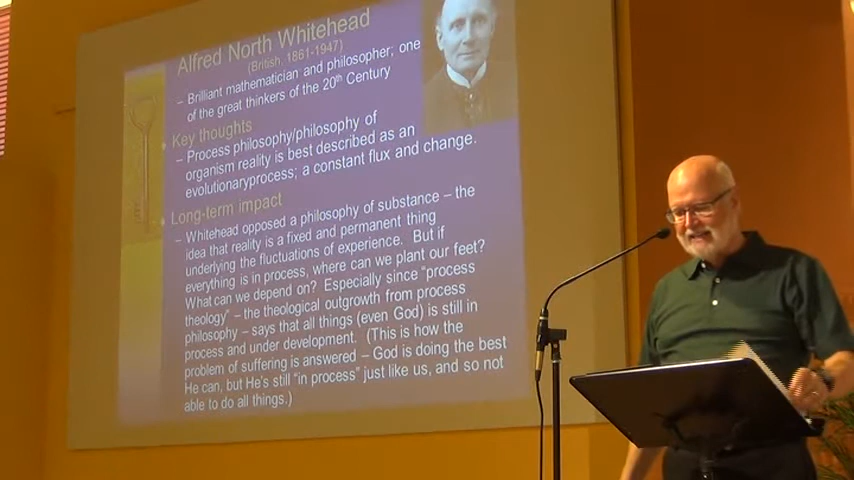 Alfred North Whitehead
(British, 1861-1947)
– Brilliant mathematician and philosopher; one
of the great thinkers of the 20th Century
Key thoughts
– Process philosophy/philosophy of
organism reality is best described as an
evolutionaryprocess; a constant flux and change.
Long-term impact
– Whitehead opposed a philosophy of substance – the
idea that reality is a fixed and permanent thing
underlying the fluctuations of experience. But if
everything is in process, where can we plant our feet?
What can we depend on? Especially since "process
theology" – the theological outgrowth from process
philosophy – says that all things (even God) is still in
process and under development. (This is how the
problem of suffering is answered – God is doing the best
He can, but He's still "in process" just like us, and so not
able to do all things.)